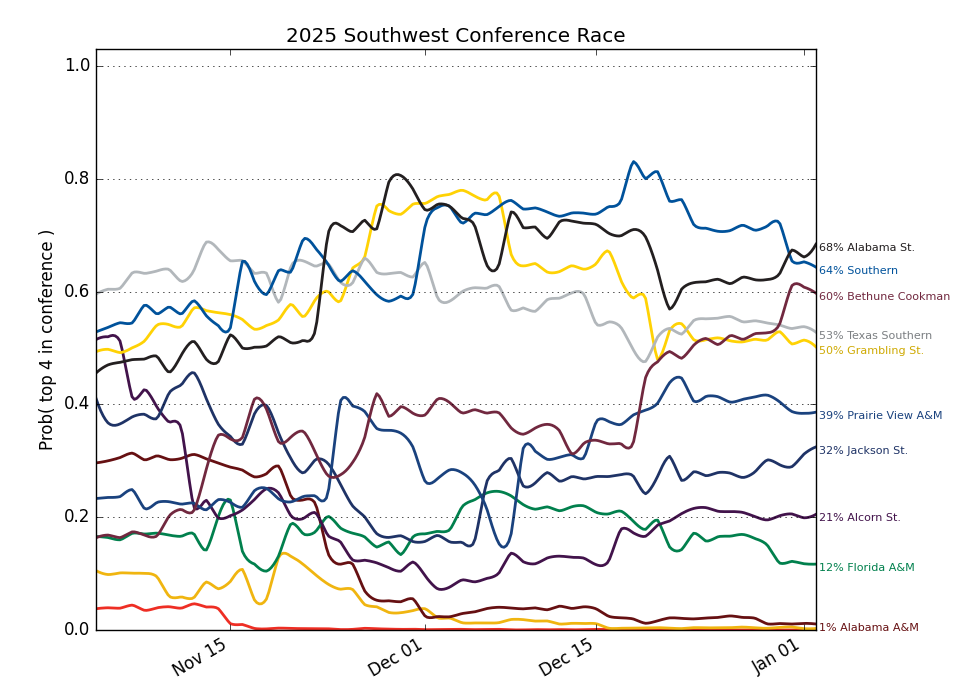 2025 Southwest Conference Race
Prob( top 4 in conference )
1.0
0.8
0.6
0.4
0.2
0.0
68% Alabama St.
64% Southern
60% Bethune Cookman
53% Texas Southern
50% Grambling St.
39% Prairie View A&M
32% Jackson St.
21% Alcorn St.
12% Florida A&M
1% Alabama A&M
Nov 15
Dec 01
Dec 15
Jan 01